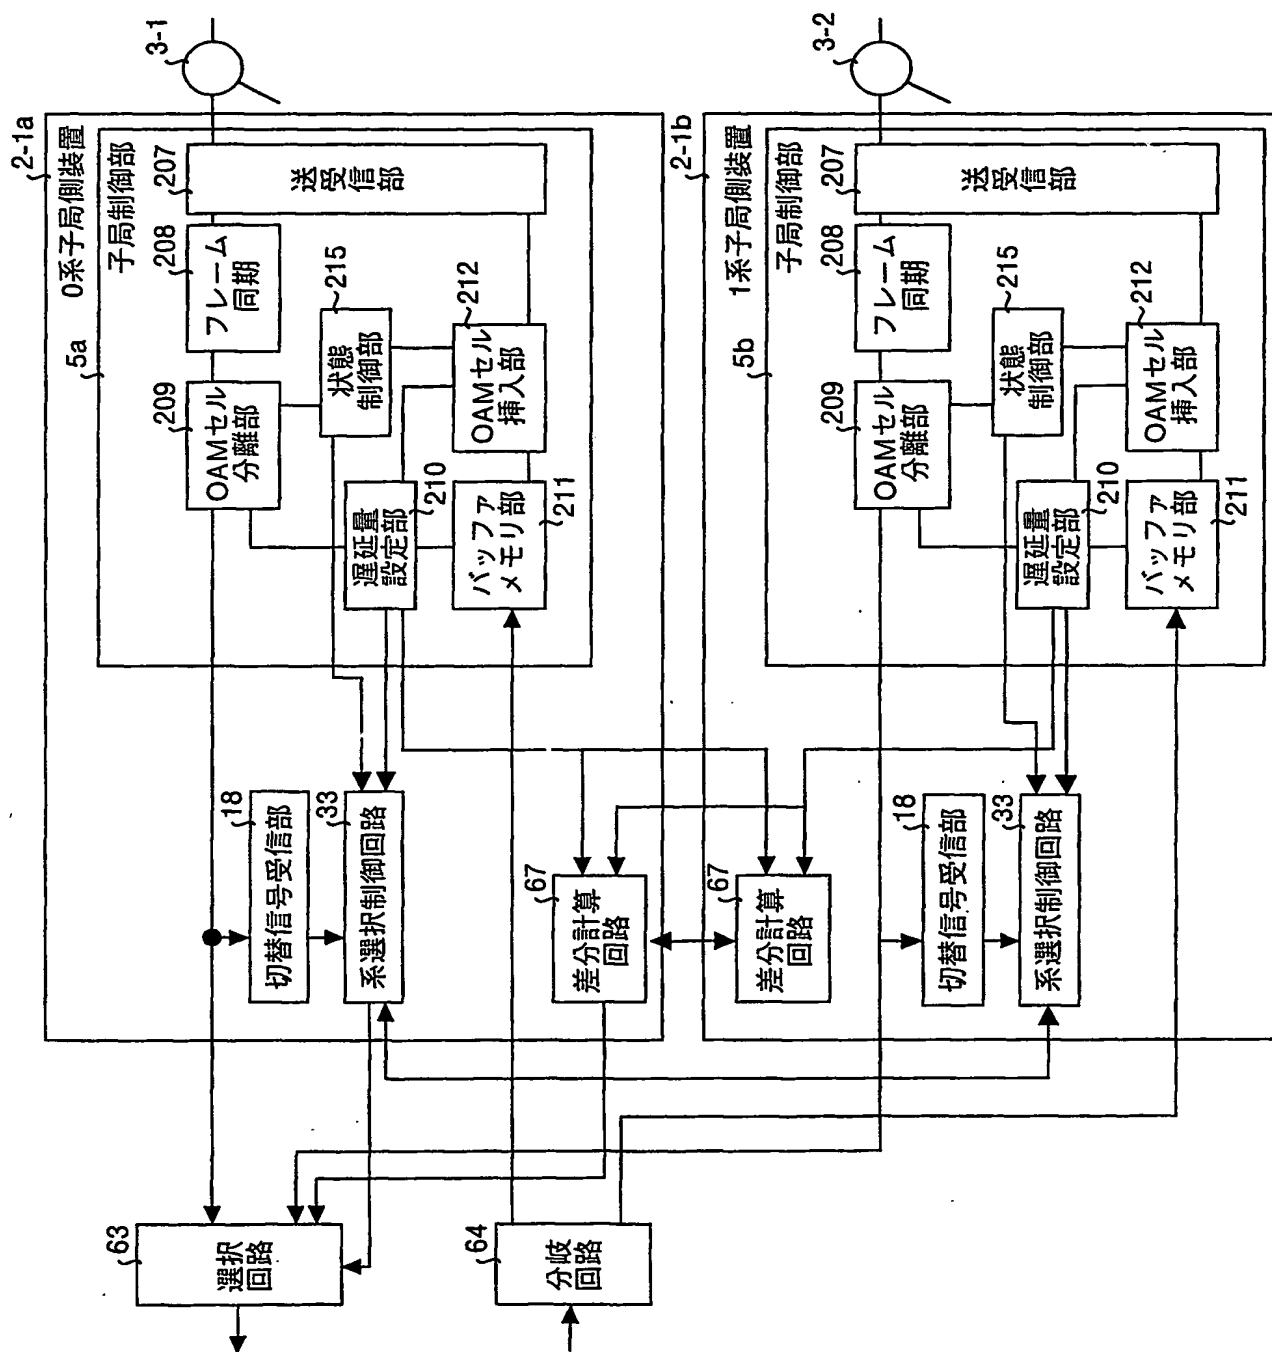 63
選択
回路
64
分岐
回路
2-1a
0系子局側装置
18
切替信号受信部
33
系選択制御回路
67
差分計算
回路
5a
子局制御部
209
OAMセル
分離部
208
フレーム
同期
207
送受信部
215
状態
制御部
遅延量
設定部
210
212
OAMセル
挿入部
バッファ
メモリ部
211
3-1
2-1b
1系子局側装置
67
差分計算
回路
18
切替信号受信部
33
系選択制御回路
5b
子局制御部
209
OAMセル
分離部
208
フレーム
同期
207
送受信部
215
状態
制御部
遅延量
設定部
210
212
OAMセル
挿入部
バッファ
メモリ部
211
3-2